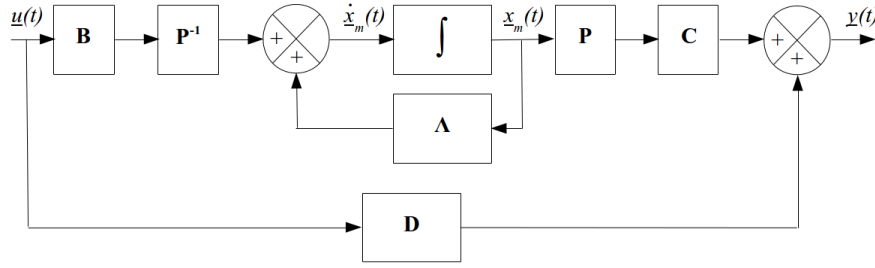 u(t) ẋm(t) xm(t) y(t)
B P-1 + + ∫ P C + +
Λ
D